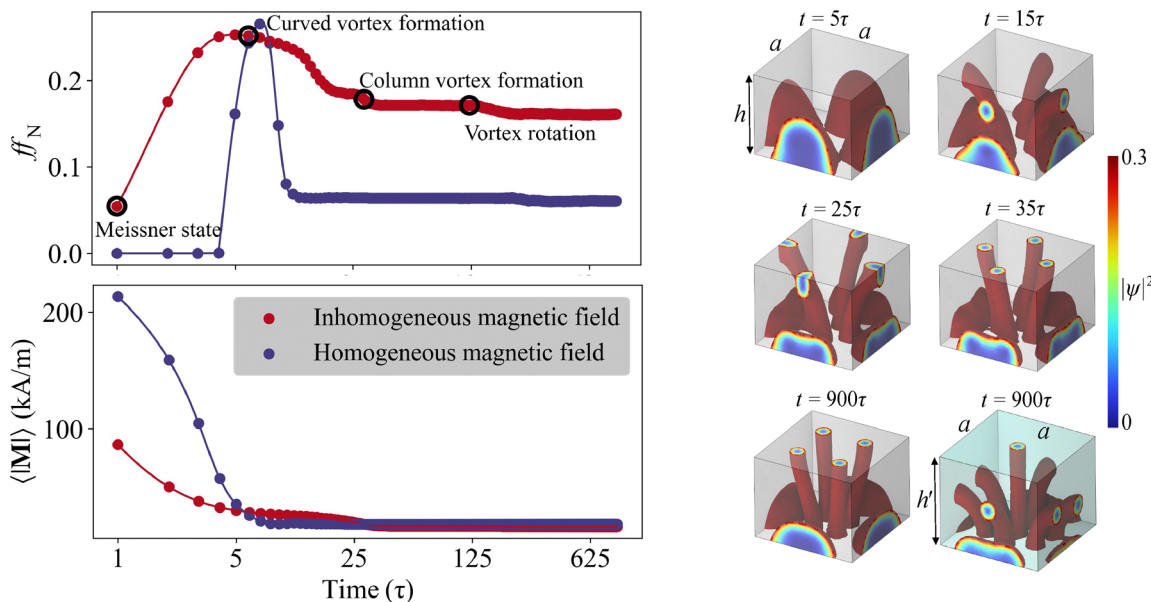 0.2
0.1
0.0
ff_N
Curved vortex formation
Column vortex formation
Vortex rotation
Meissner state
200
100
⟨|M|⟩ (kA/m)
Inhomogeneous magnetic field
Homogeneous magnetic field
1
5
25
125
625
Time (τ)
t = 5τ
t = 15τ
a
a
h
t = 25τ
t = 35τ
t = 900τ
t = 900τ
a
a
h′
0.3
|ψ|²
0